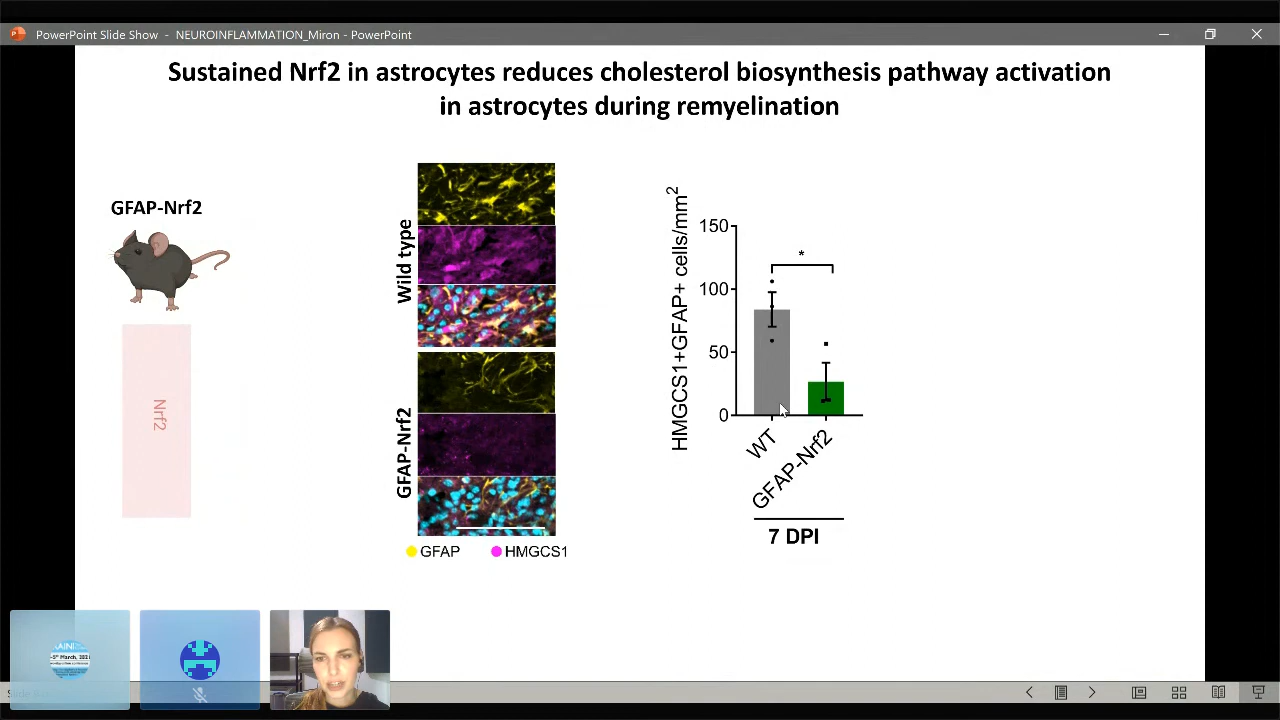 PowerPoint Slide Show - NEUROINFLAMMATION_Miron - PowerPoint
Sustained Nrf2 in astrocytes reduces cholesterol biosynthesis pathway activation
in astrocytes during remyelination
GFAP-Nrf2
Nrf2
Wild type
GFAP-Nrf2
GFAP
HMGCS1
HMGCS1+GFAP+ cells/mm2
150
100
50
0
*
WT
GFAP-Nrf2
7 DPI